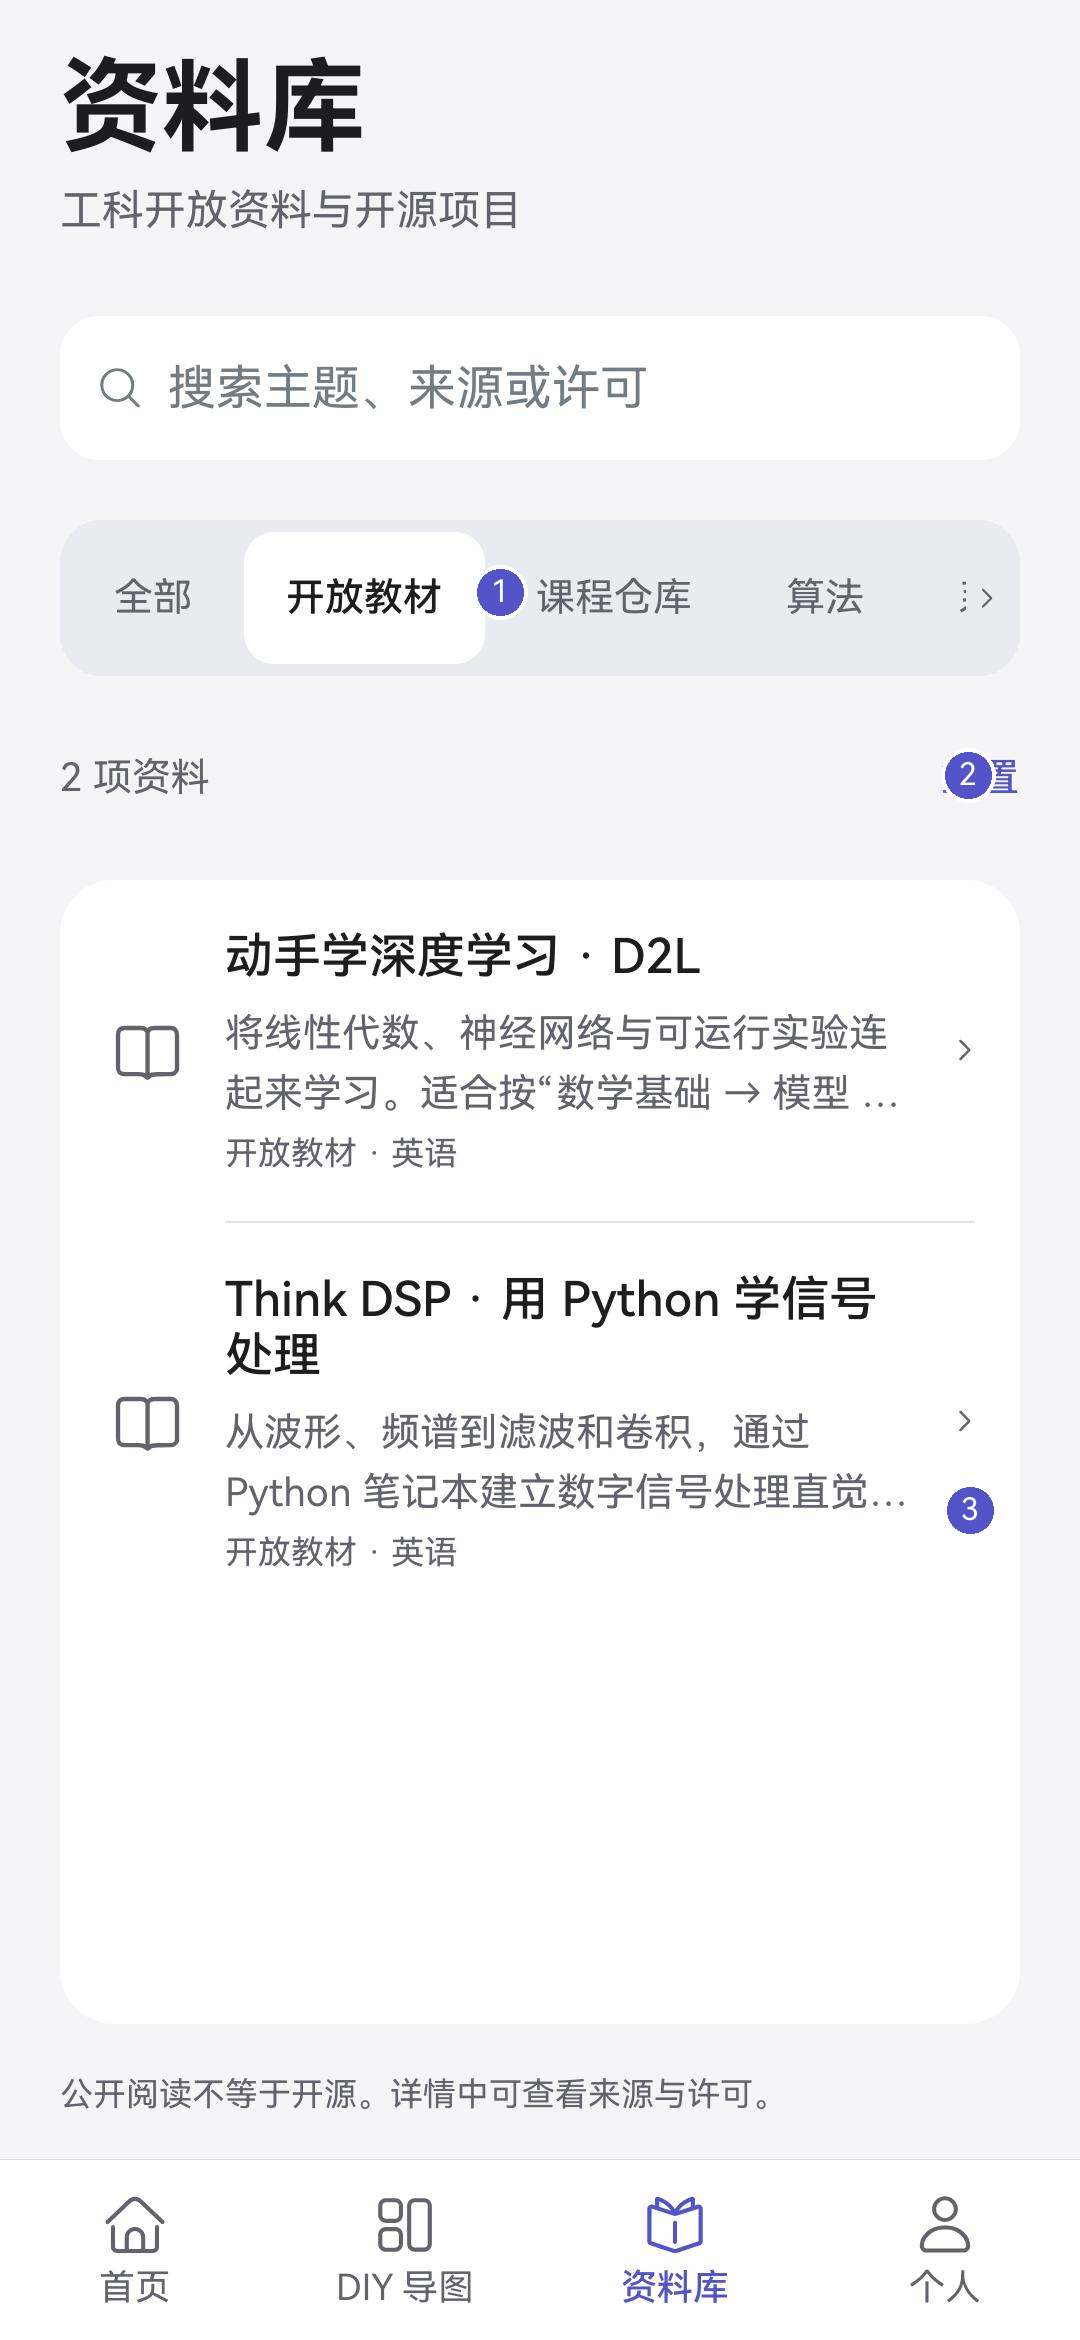 资料库
工科开放资料与开源项目
搜索主题、来源或许可
全部 开放教材 1 课程仓库 算法
2 项资料 2 置
动手学深度学习 · D2L
将线性代数、神经网络与可运行实验连
起来学习。适合按“数学基础 → 模型 …
开放教材 · 英语
Think DSP · 用 Python 学信号
处理
从波形、频谱到滤波和卷积，通过
Python 笔记本建立数字信号处理直觉…
3
开放教材 · 英语
公开阅读不等于开源。详情中可查看来源与许可。
首页 DIY 导图 资料库 个人